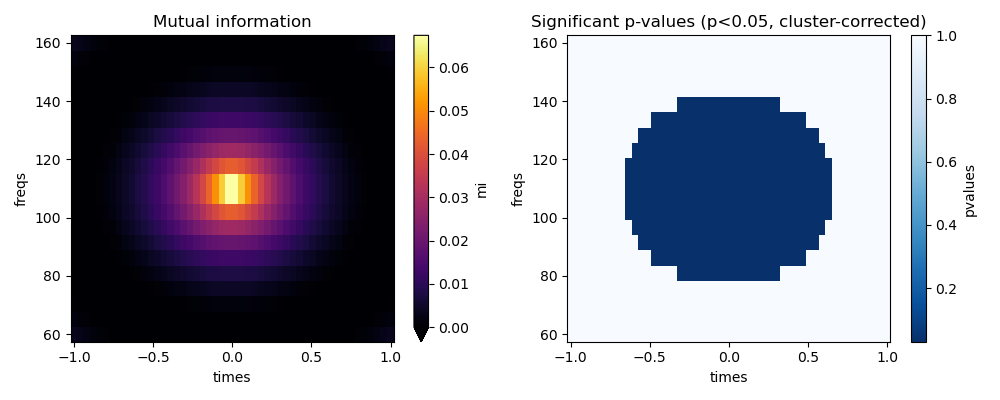 Mutual information
160
140
120
100
80
60
freqs
−1.0 −0.5 0.0 0.5 1.0
times
0.06
0.05
0.04
0.03
0.02
0.01
0.00
mi
Significant p-values (p<0.05, cluster-corrected)
160
140
120
100
80
60
freqs
−1.0 −0.5 0.0 0.5 1.0
times
1.0
0.8
0.6
0.4
0.2
pvalues